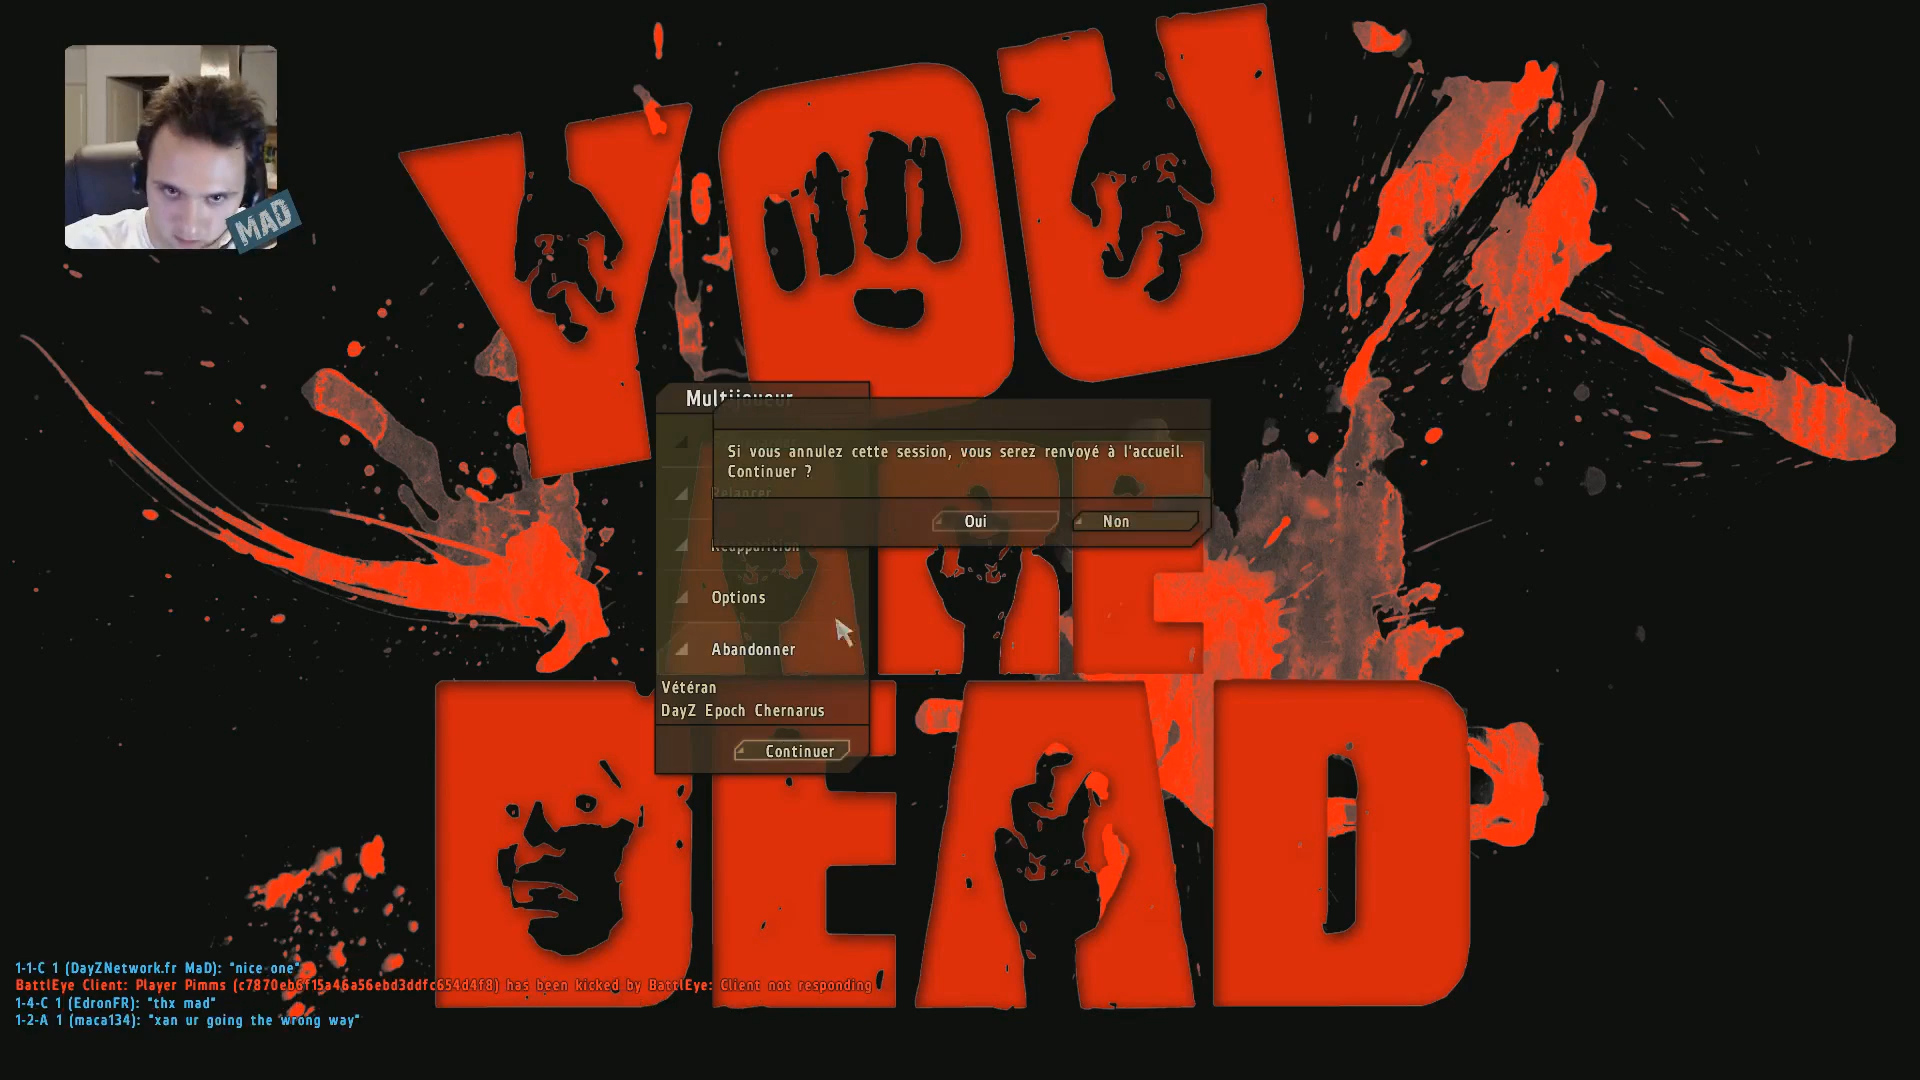 YOU
MAD
Multijoueur
Si vous annulez cette session, vous serez renvoyé à l'accueil.
Continuer ?
Relancer
Oui
Non
Réapparition
ARE
Options
Abandonner
Vétéran
DayZ Epoch Chernarus
Continuer
DEAD
1-1-C 1 (DayZNetwork.fr MaD): "nice one"
BattlEye Client: Player Pimms (c7870eb6f15a46a56ebd3ddfc654d4f8) has been kicked by BattlEye: Client not responding
1-4-C 1 (EdronFR): "thx mad"
1-2-A 1 (maca134): "xan ur going the wrong way"